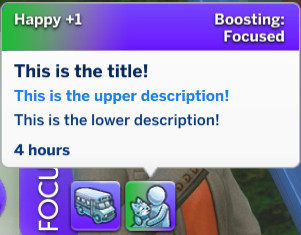 Happy +1
Boosting:
Focused
This is the title!
This is the upper description!
This is the lower description!
4 hours
FOCU